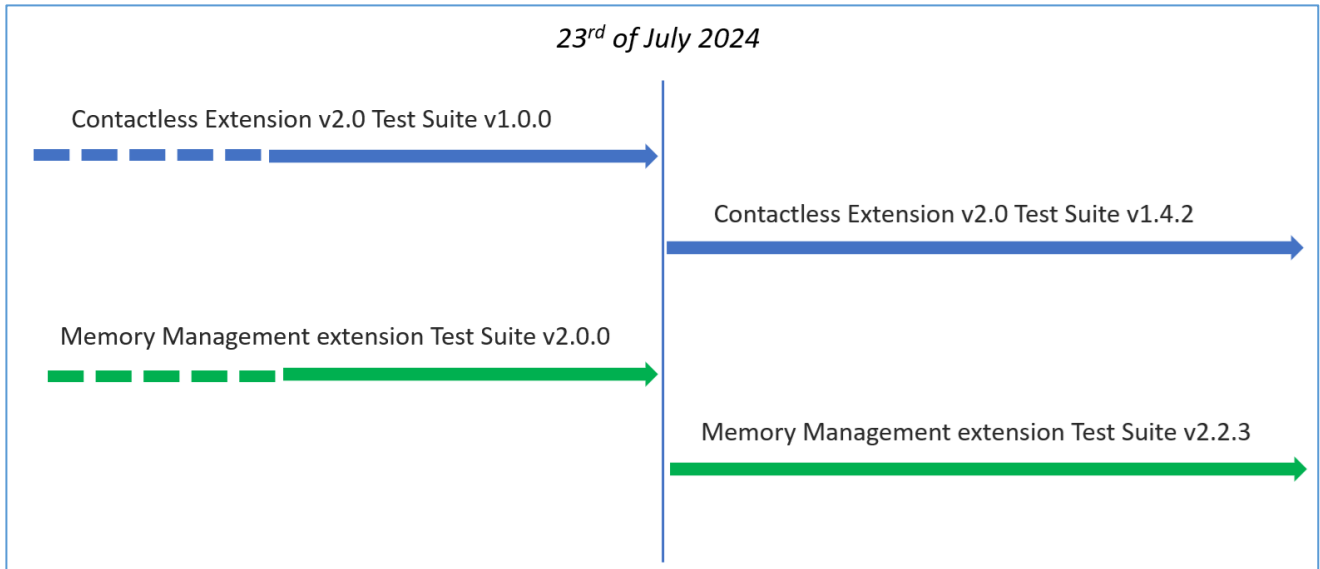 23rd of July 2024
Contactless Extension v2.0 Test Suite v1.0.0
Contactless Extension v2.0 Test Suite v1.4.2
Memory Management extension Test Suite v2.0.0
Memory Management extension Test Suite v2.2.3